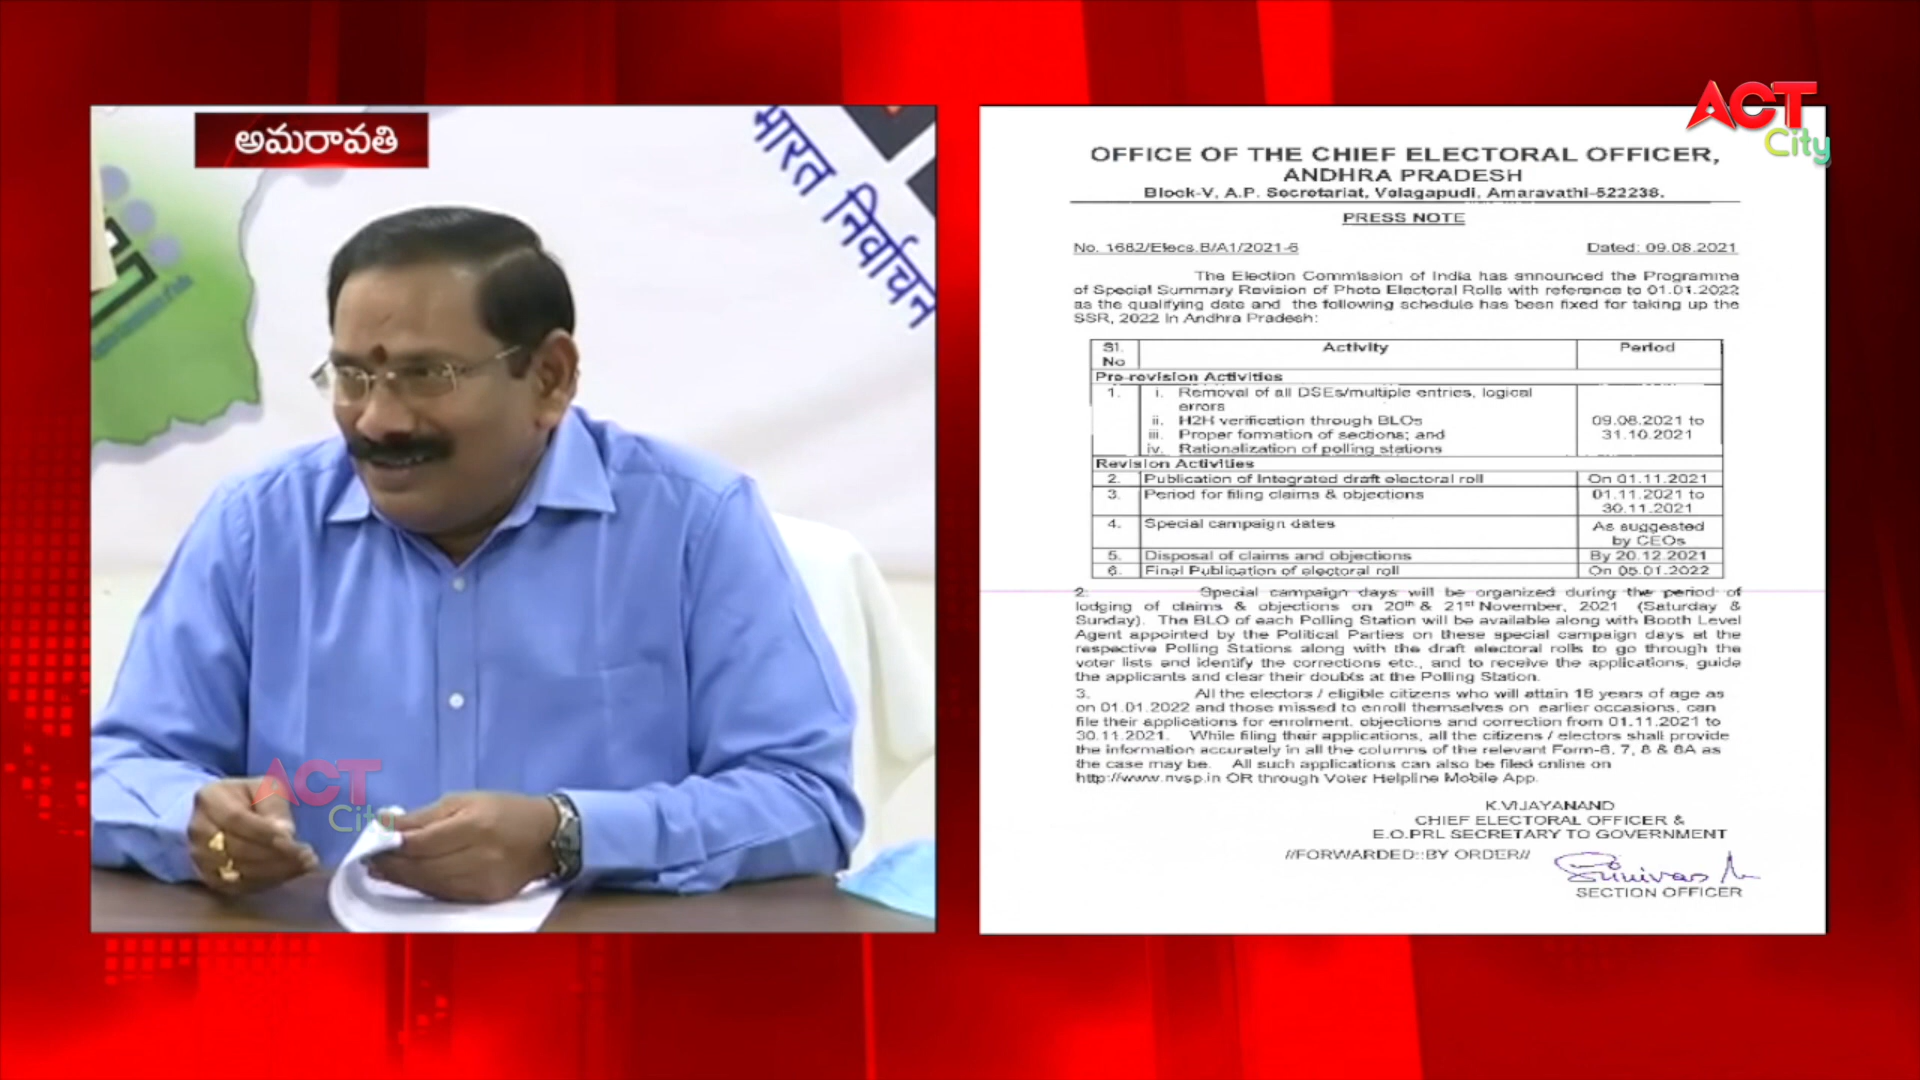 అమరావతి
भारत निर्वाचन
ACT
City
ACT
City
OFFICE OF THE CHIEF ELECTORAL OFFICER,
ANDHRA PRADESH
Block-V, A.P. Secretariat, Velagapudi, Amaravathi-522238.
PRESS NOTE
No. 1682/Elecs.B/A1/2021-6 Dated: 09.08.2021
The Election Commission of India has announced the Programme
of Special Summary Revision of Photo Electoral Rolls with reference to 01.01.2022
as the qualifying date and the following schedule has been fixed for taking up the
SSR, 2022 in Andhra Pradesh:
Sl. No Activity Period
Pre-revision Activities
1. i. Removal of all DSEs/multiple entries, logical
errors
ii. H2H verification through BLOs 09.08.2021 to
iii. Proper formation of sections; and 31.10.2021
iv. Rationalization of polling stations
Revision Activities
2. Publication of Integrated draft electoral roll On 01.11.2021
3. Period for filing claims & objections 01.11.2021 to
30.11.2021
4. Special campaign dates As suggested
by CEOs
5. Disposal of claims and objections By 20.12.2021
6. Final Publication of electoral roll On 05.01.2022
2. Special campaign days will be organized during the period of
lodging of claims & objections on 20th & 21st November, 2021 (Saturday &
Sunday). The BLO of each Polling Station will be available along with Booth Level
Agent appointed by the Political Parties on these special campaign days at the
respective Polling Stations along with the draft electoral rolls to go through the
voter lists and identify the corrections etc., and to receive the applications, guide
the applicants and clear their doubts at the Polling Station.
3. All the electors / eligible citizens who will attain 18 years of age as
on 01.01.2022 and those missed to enroll themselves on earlier occasions, can
file their applications for enrolment, objections and correction from 01.11.2021 to
30.11.2021. While filing their applications, all the citizens / electors shall provide
the information accurately in all the columns of the relevant Form-6, 7, 8 & 8A as
the case may be. All such applications can also be filed online on
http://www.nvsp.in OR through Voter Helpline Mobile App.
K.VIJAYANAND
CHIEF ELECTORAL OFFICER &
E.O.PRL SECRETARY TO GOVERNMENT
//FORWARDED::BY ORDER//
SECTION OFFICER